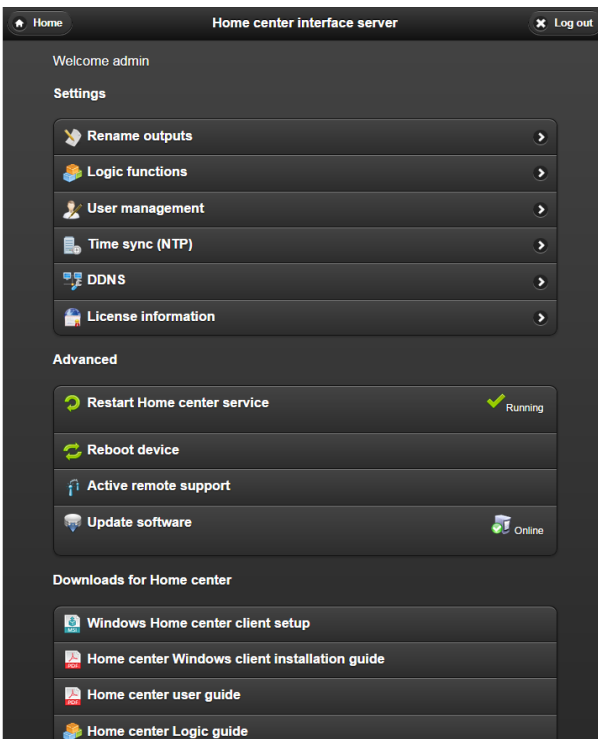 Home Home center interface server Log out
Welcome admin
Settings
Rename outputs
Logic functions
User management
Time sync (NTP)
DDNS
License information
Advanced
Restart Home center service Running
Reboot device
Active remote support
Update software Online
Downloads for Home center
MSI Windows Home center client setup
PDF Home center Windows client installation guide
PDF Home center user guide
Home center Logic guide